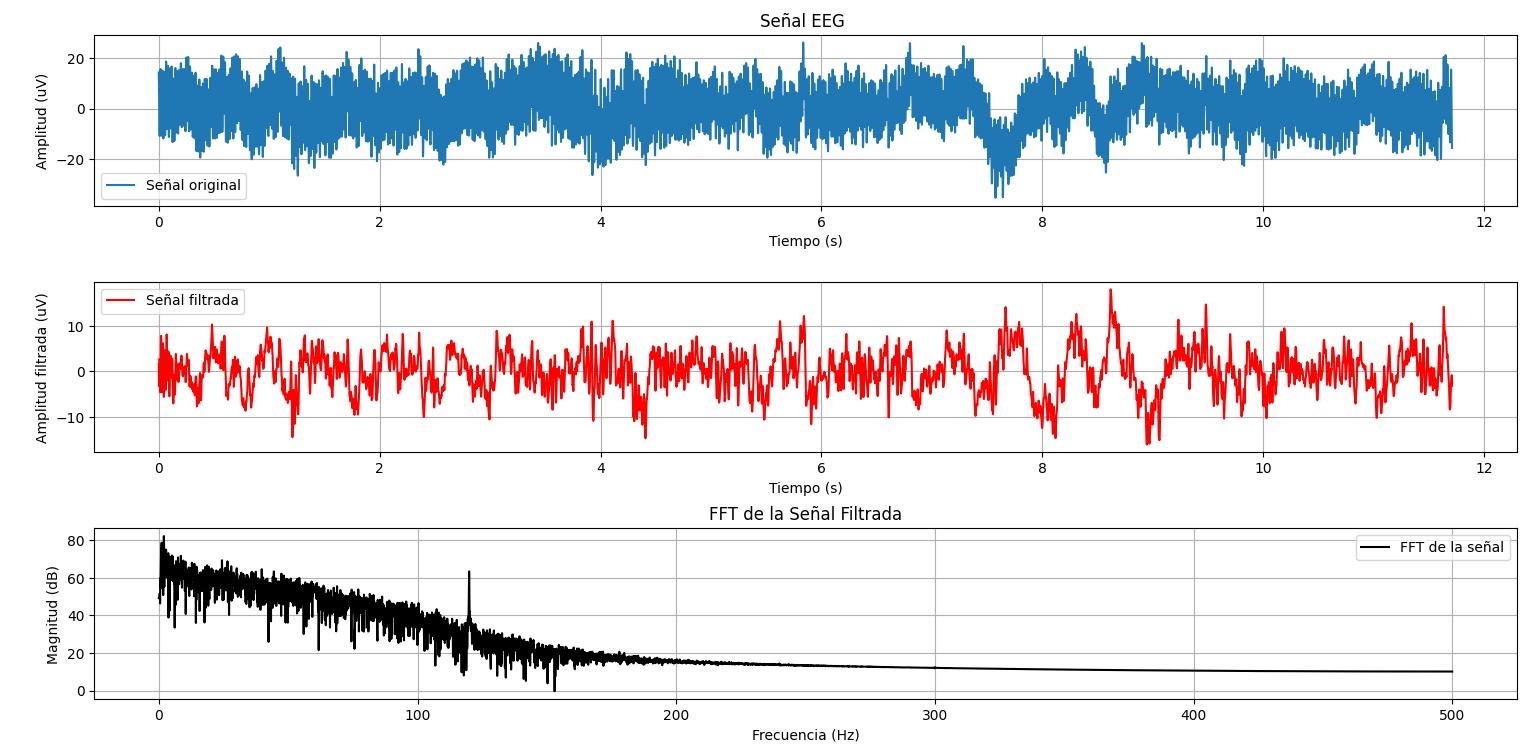 Señal EEG
Amplitud (uV)
20
0
−20
Señal original
0 2 4 6 8 10 12
Tiempo (s)
Amplitud filtrada (uV)
10
0
−10
Señal filtrada
0 2 4 6 8 10 12
Tiempo (s)
FFT de la Señal Filtrada
Magnitud (dB)
80
60
40
20
0
FFT de la señal
0 100 200 300 400 500
Frecuencia (Hz)